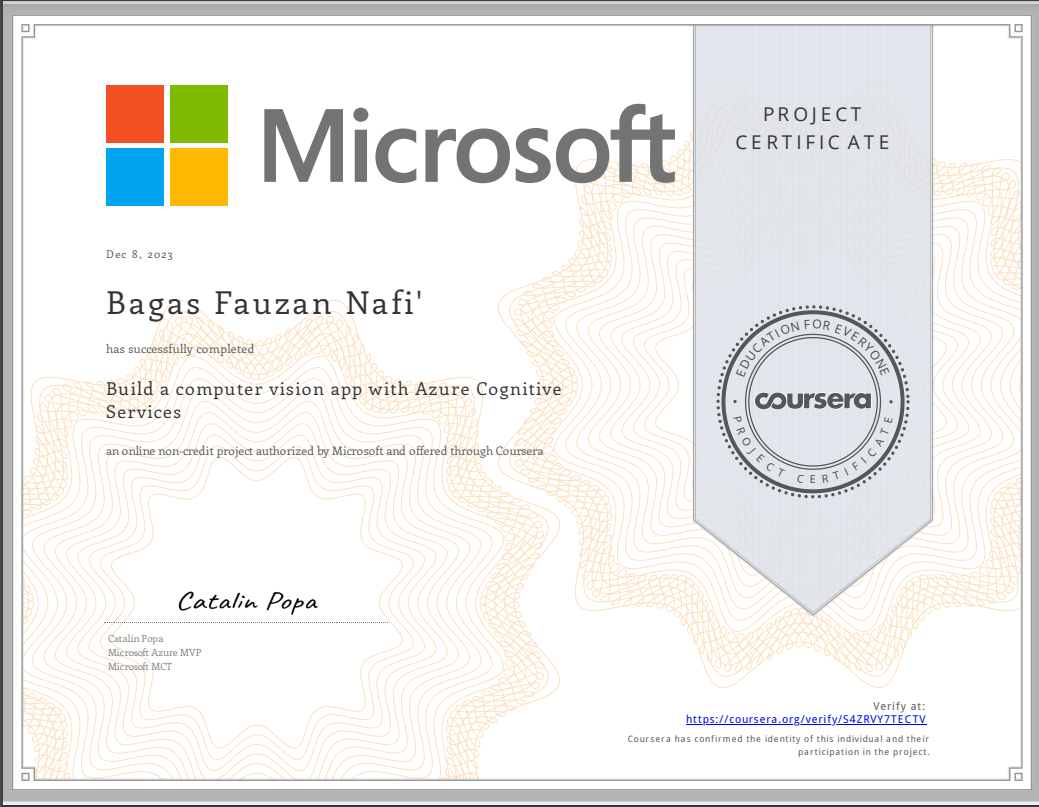 Microsoft
PROJECT
CERTIFICATE
Dec 8, 2023
Bagas Fauzan Nafi'
has successfully completed
Build a computer vision app with Azure Cognitive
Services
an online non-credit project authorized by Microsoft and offered through Coursera
EDUCATION FOR EVERYONE
coursera
PROJECT CERTIFICATE
Catalin Popa
Catalin Popa
Microsoft Azure MVP
Microsoft MCT
Verify at:
https://coursera.org/verify/S4ZRVY7TECTV
Coursera has confirmed the identity of this individual and their
participation in the project.